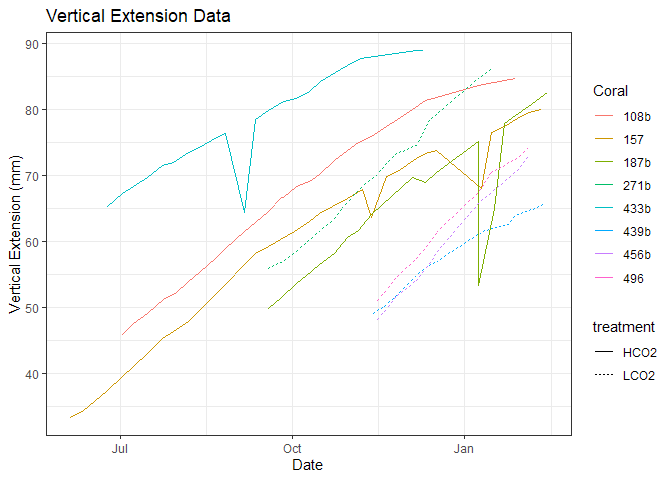 Vertical Extension Data
90
80
70
60
50
40
Vertical Extension (mm)
Jul
Oct
Jan
Date
Coral
108b
157
187b
271b
433b
439b
456b
496
treatment
HCO2
LCO2